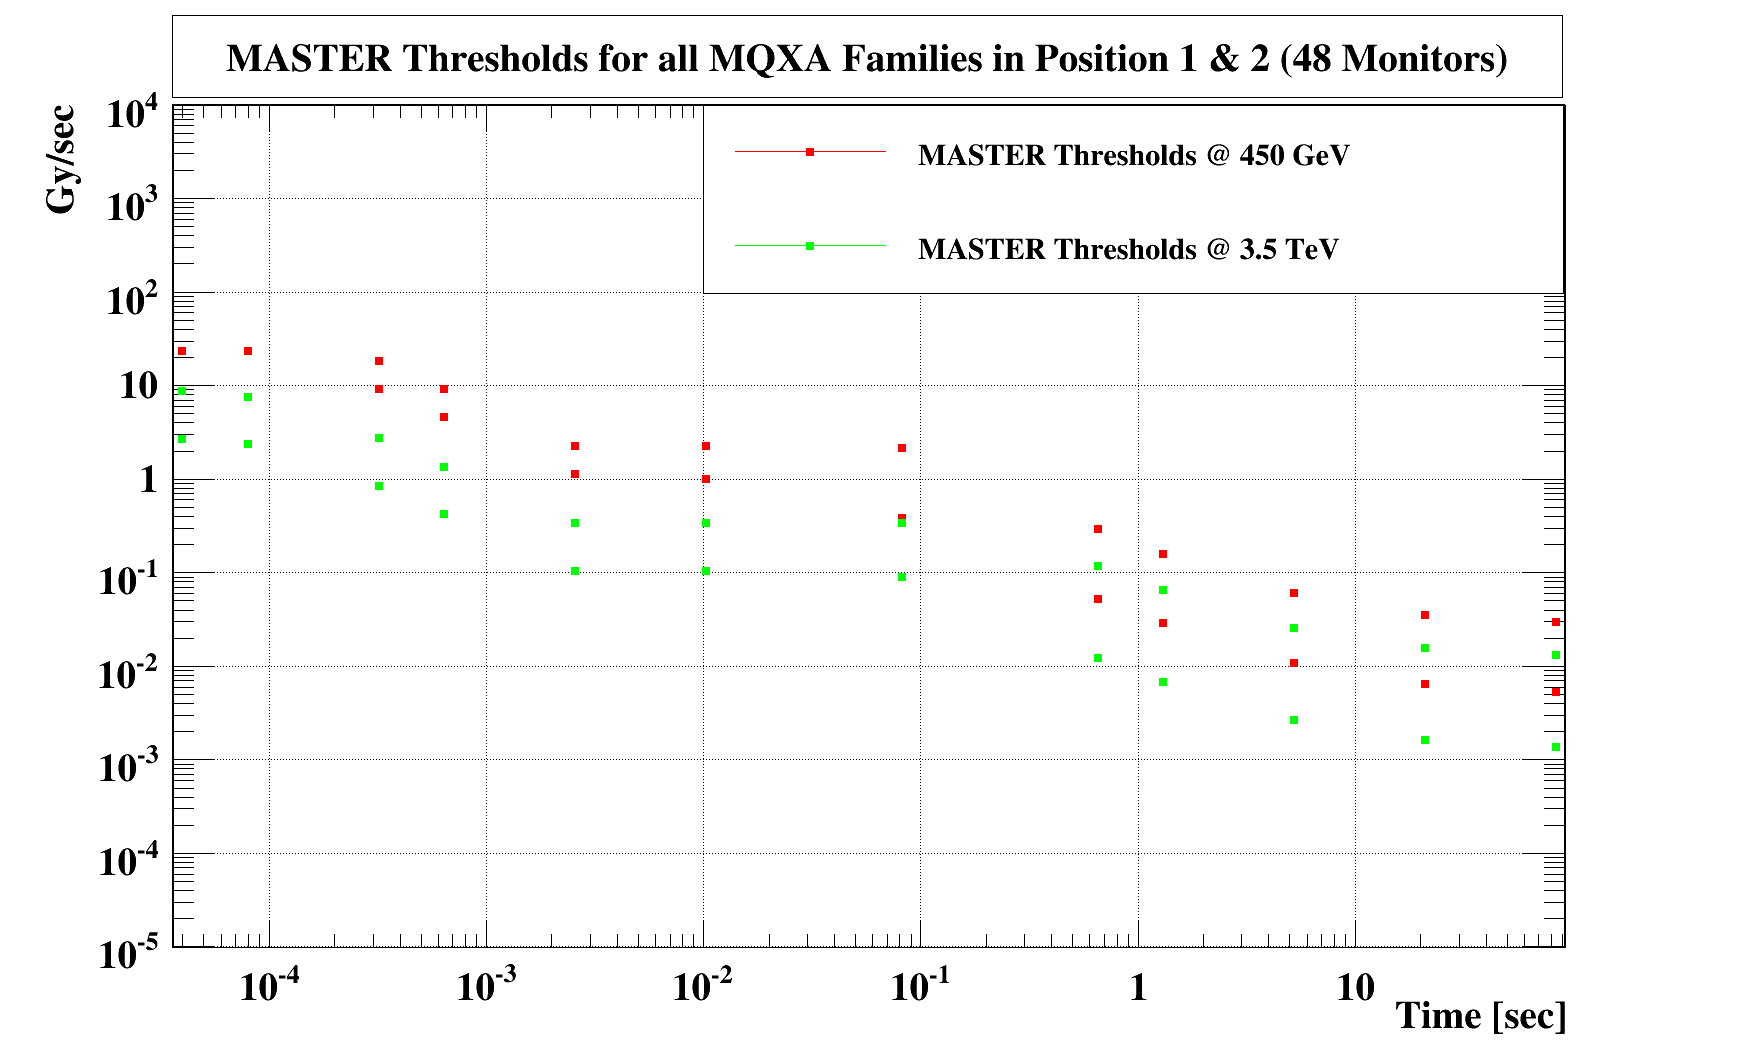 MASTER Thresholds for all MQXA Families in Position 1 & 2 (48 Monitors)
Gy/sec
10^4
10^3
10^2
10
1
10^-1
10^-2
10^-3
10^-4
10^-5
MASTER Thresholds @ 450 GeV
MASTER Thresholds @ 3.5 TeV
10^-4 10^-3 10^-2 10^-1 1 10
Time [sec]